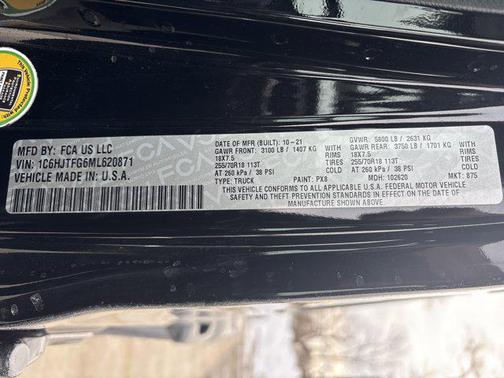 MFD BY: FCA US LLC
VIN: 1C6HJTFG6ML620871
VEHICLE MADE IN: U.S.A.
DATE OF MFR (BUILT): 10-21
GAWR FRONT: 3100 LB / 1407 KG
18X7.5 RIMS
255/70R18 113T TIRES
AT 260 kPa / 38 PSI COLD
TYPE: TRUCK
GVWR: 5800 LB / 2631 KG
GAWR REAR: 3750 LB / 1701 KG
18X7.5 RIMS
255/70R18 113T TIRES
AT 260 kPa / 38 PSI COLD
PAINT: PX8 MDH: 102620 MKT: 875
THIS VEHICLE CONFORMS TO ALL APPLICABLE U.S.A. FEDERAL MOTOR VEHICLE
SAFETY AND THEFT PREVENTION STANDARDS IN EFFECT ON THE DATE OF
MANUFACTURE SHOWN ABOVE.